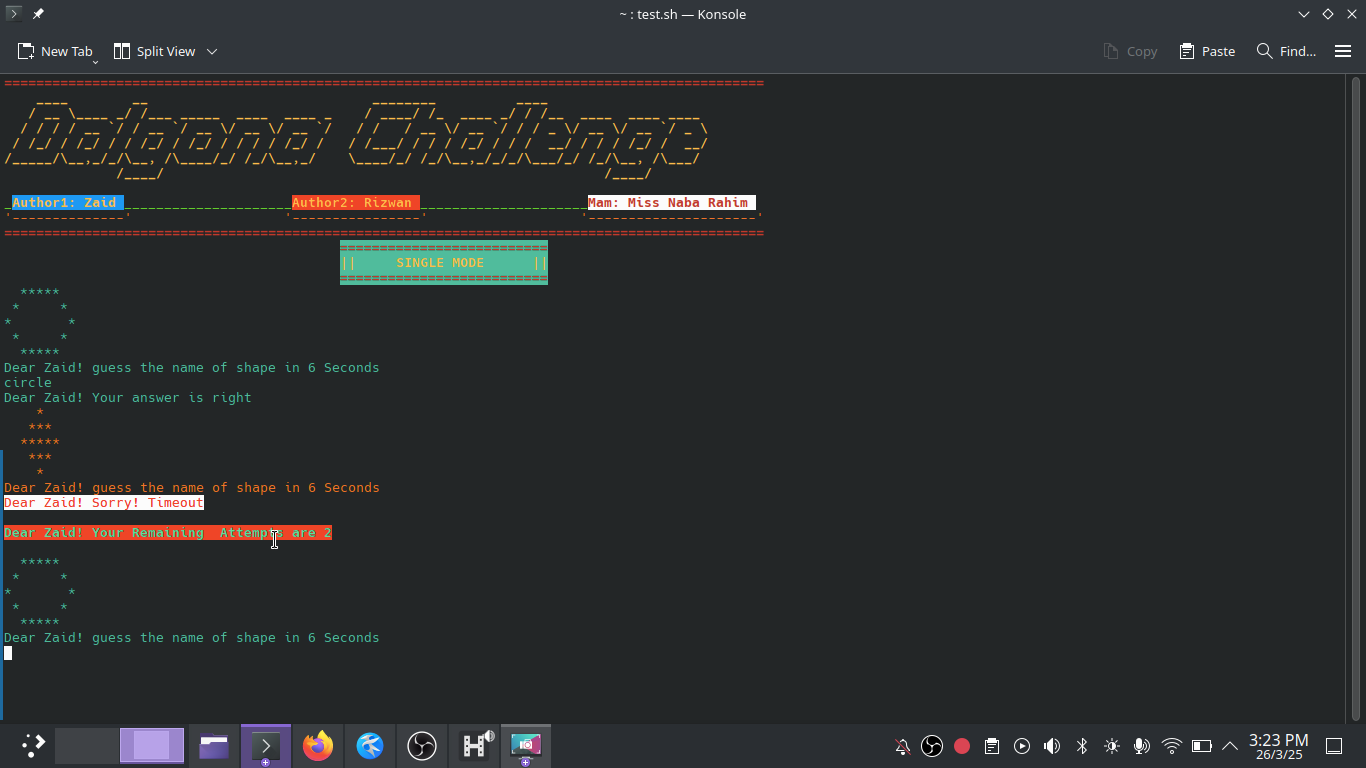 ~ : test.sh — Konsole
New Tab
Split View
Copy
Paste
Find...
Dalgona Challenge
Author1: Zaid
Author2: Rizwan
Mam: Miss Naba Rahim
|| SINGLE MODE ||
Dear Zaid! guess the name of shape in 6 Seconds
circle
Dear Zaid! Your answer is right
Dear Zaid! guess the name of shape in 6 Seconds
Dear Zaid! Sorry! Timeout
Dear Zaid! Your Remaining  Attempts are 2
Dear Zaid! guess the name of shape in 6 Seconds
3:23 PM
26/3/25